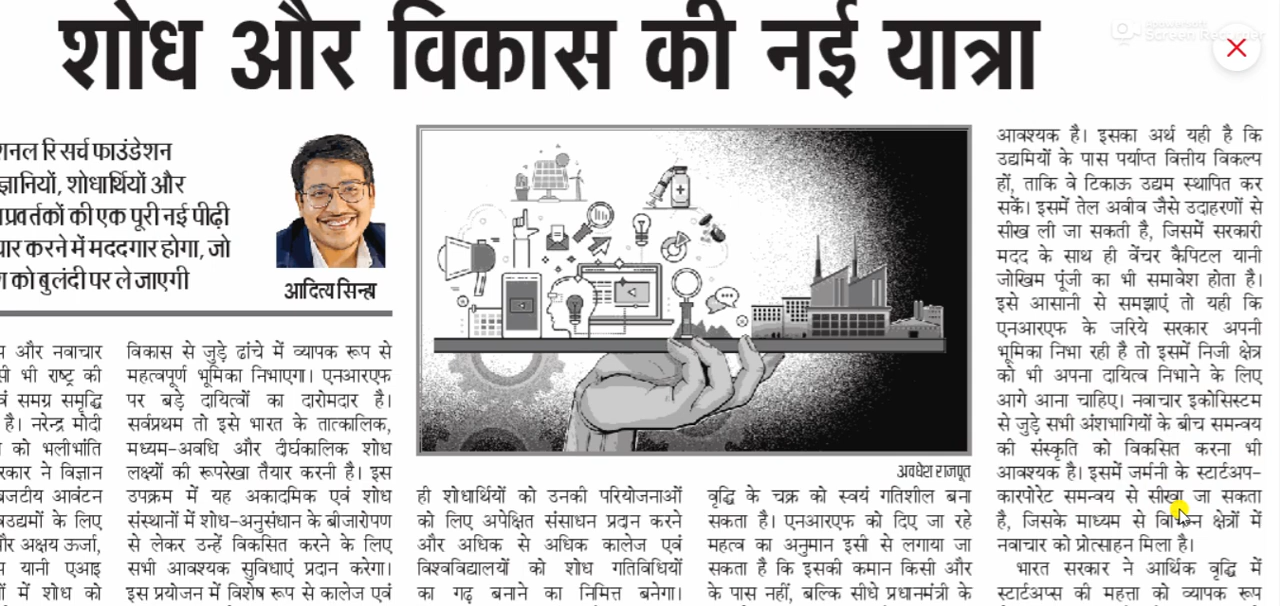 शोध और विकास की नई यात्रा
रिसर्च फाउंडेशन
शोधार्थियों और
की एक पूरी नई पीढ़ी
करने में मददगार होगा, जो
को बुलंदी पर ले जाएगी
आदित्य सिन्हा
और नवाचार
भी राष्ट्र की
समग्र समृद्धि
है। नरेन्द्र मोदी
को भलीभांति
ने विज्ञान
बजटीय आवंटन
के लिए
और अक्षय ऊर्जा,
यानी एआइ
में शोध को
विकास से जुड़े ढांचे में व्यापक रूप से
महत्वपूर्ण भूमिका निभाएगा। एनआरएफ
पर बड़े दायित्वों का दारोमदार है।
सर्वप्रथम तो इसे भारत के तात्कालिक,
मध्यम-अवधि और दीर्घकालिक शोध
लक्ष्यों की रूपरेखा तैयार करनी है। इस
उपक्रम में यह अकादमिक एवं शोध
संस्थानों में शोध-अनुसंधान के बीजारोपण
से लेकर उन्हें विकसित करने के लिए
सभी आवश्यक सुविधाएं प्रदान करेगा।
इस प्रयोजन में विशेष रूप से कालेज एवं
अवधेश राजपूत
ही शोधार्थियों को उनकी परियोजनाओं
को लिए अपेक्षित संसाधन प्रदान करने
और अधिक से अधिक कालेज एवं
विश्वविद्यालयों को शोध गतिविधियों
का गढ़ बनाने का निमित्त बनेगा।
वृद्धि के चक्र को स्वयं गतिशील बना
सकता है। एनआरएफ को दिए जा रहे
महत्व का अनुमान इसी से लगाया जा
सकता है कि इसकी कमान किसी और
के पास नहीं, बल्कि सीधे प्रधानमंत्री के
आवश्यक है। इसका अर्थ यही है कि
उद्यमियों के पास पर्याप्त वित्तीय विकल्प
हों, ताकि वे टिकाऊ उद्यम स्थापित कर
सकें। इसमें तेल अवीव जैसे उदाहरणों से
सीख ली जा सकती है, जिसमें सरकारी
मदद के साथ ही वेंचर कैपिटल यानी
जोखिम पूंजी का भी समावेश होता है।
इसे आसानी से समझाएं तो यही कि
एनआरएफ के जरिये सरकार अपनी
भूमिका निभा रही है तो इसमें निजी क्षेत्र
को भी अपना दायित्व निभाने के लिए
आगे आना चाहिए। नवाचार इकोसिस्टम
से जुड़े सभी अंशभागियों के बीच समन्वय
की संस्कृति को विकसित करना भी
आवश्यक है। इसमें जर्मनी के स्टार्टअप-
कारपोरेट समन्वय से सीखा जा सकता
है, जिसके माध्यम से विभिन्न क्षेत्रों में
नवाचार को प्रोत्साहन मिला है।
भारत सरकार ने आर्थिक वृद्धि में
स्टार्टअप्स की महत्ता को व्यापक रूप
Screen Recorder